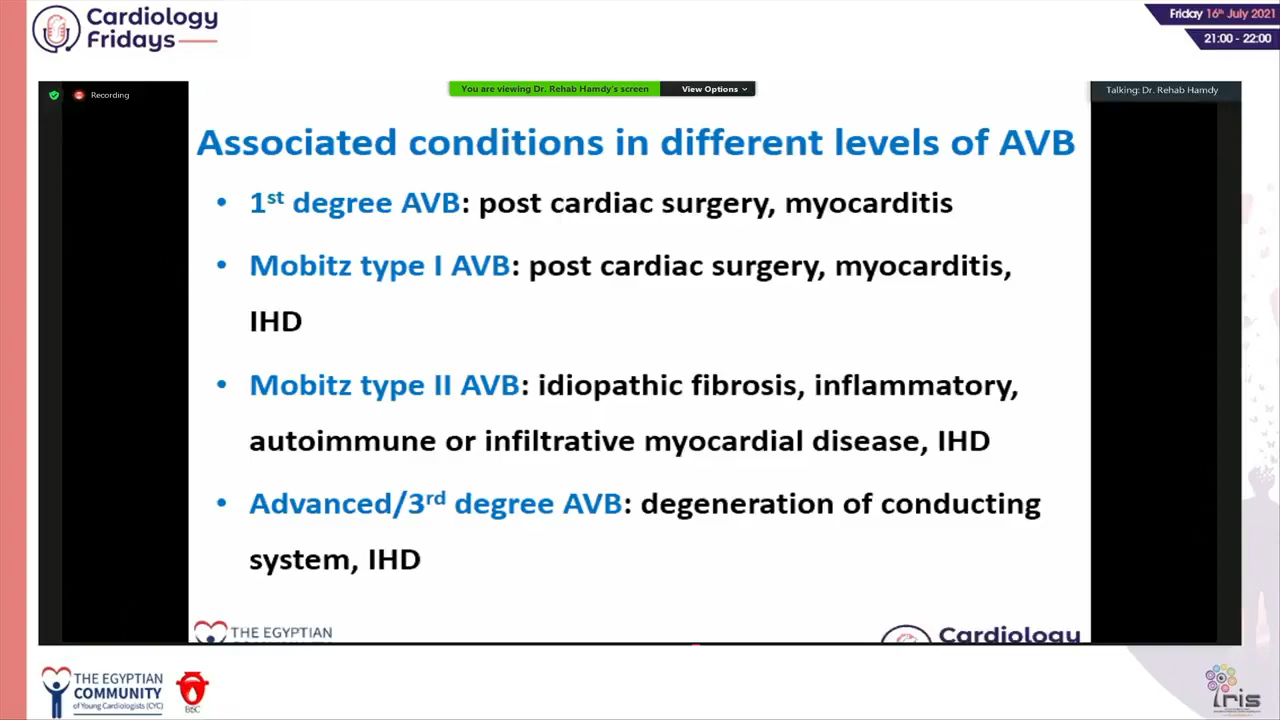 Cardiology
Fridays
Friday 16th July 2021
21:00 - 22:00
Recording
You are viewing Dr. Rehab Hamdy's screen
View Options
Talking: Dr. Rehab Hamdy
Associated conditions in different levels of AVB
• 1st degree AVB: post cardiac surgery, myocarditis
• Mobitz type I AVB: post cardiac surgery, myocarditis,
IHD
• Mobitz type II AVB: idiopathic fibrosis, inflammatory,
autoimmune or infiltrative myocardial disease, IHD
• Advanced/3rd degree AVB: degeneration of conducting
system, IHD
THE EGYPTIAN
Cardiology
THE EGYPTIAN
COMMUNITY
of Young Cardiologists (CYC)
BSC
iris